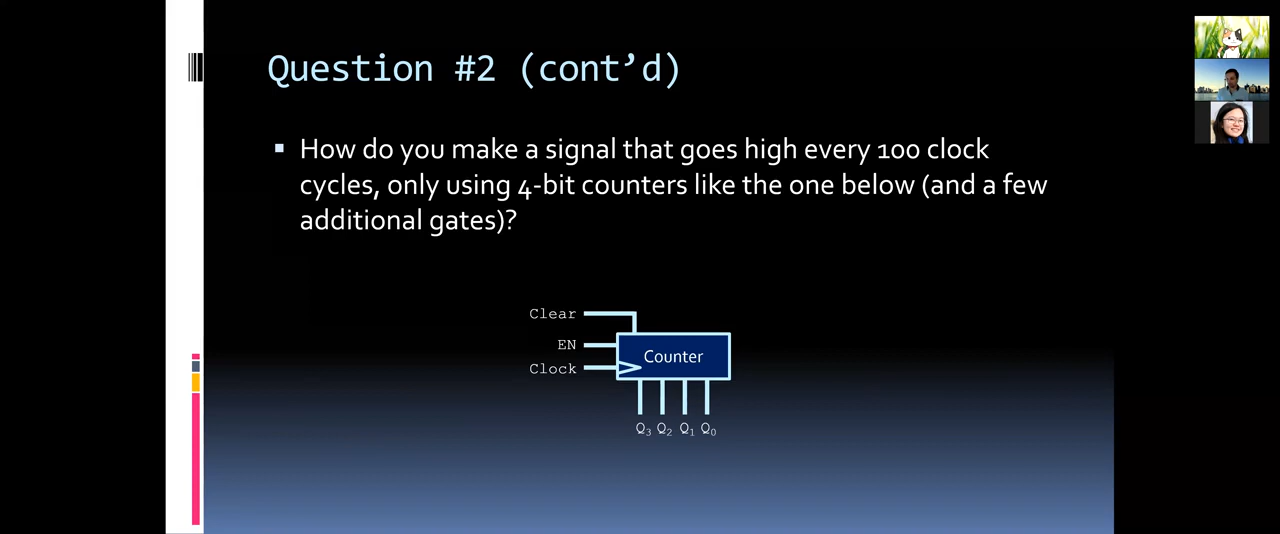 Question #2 (cont’d)
▪ How do you make a signal that goes high every 100 clock
cycles, only using 4-bit counters like the one below (and a few
additional gates)?
Clear
EN
Counter
Clock
Q₃ Q₂ Q₁ Q₀